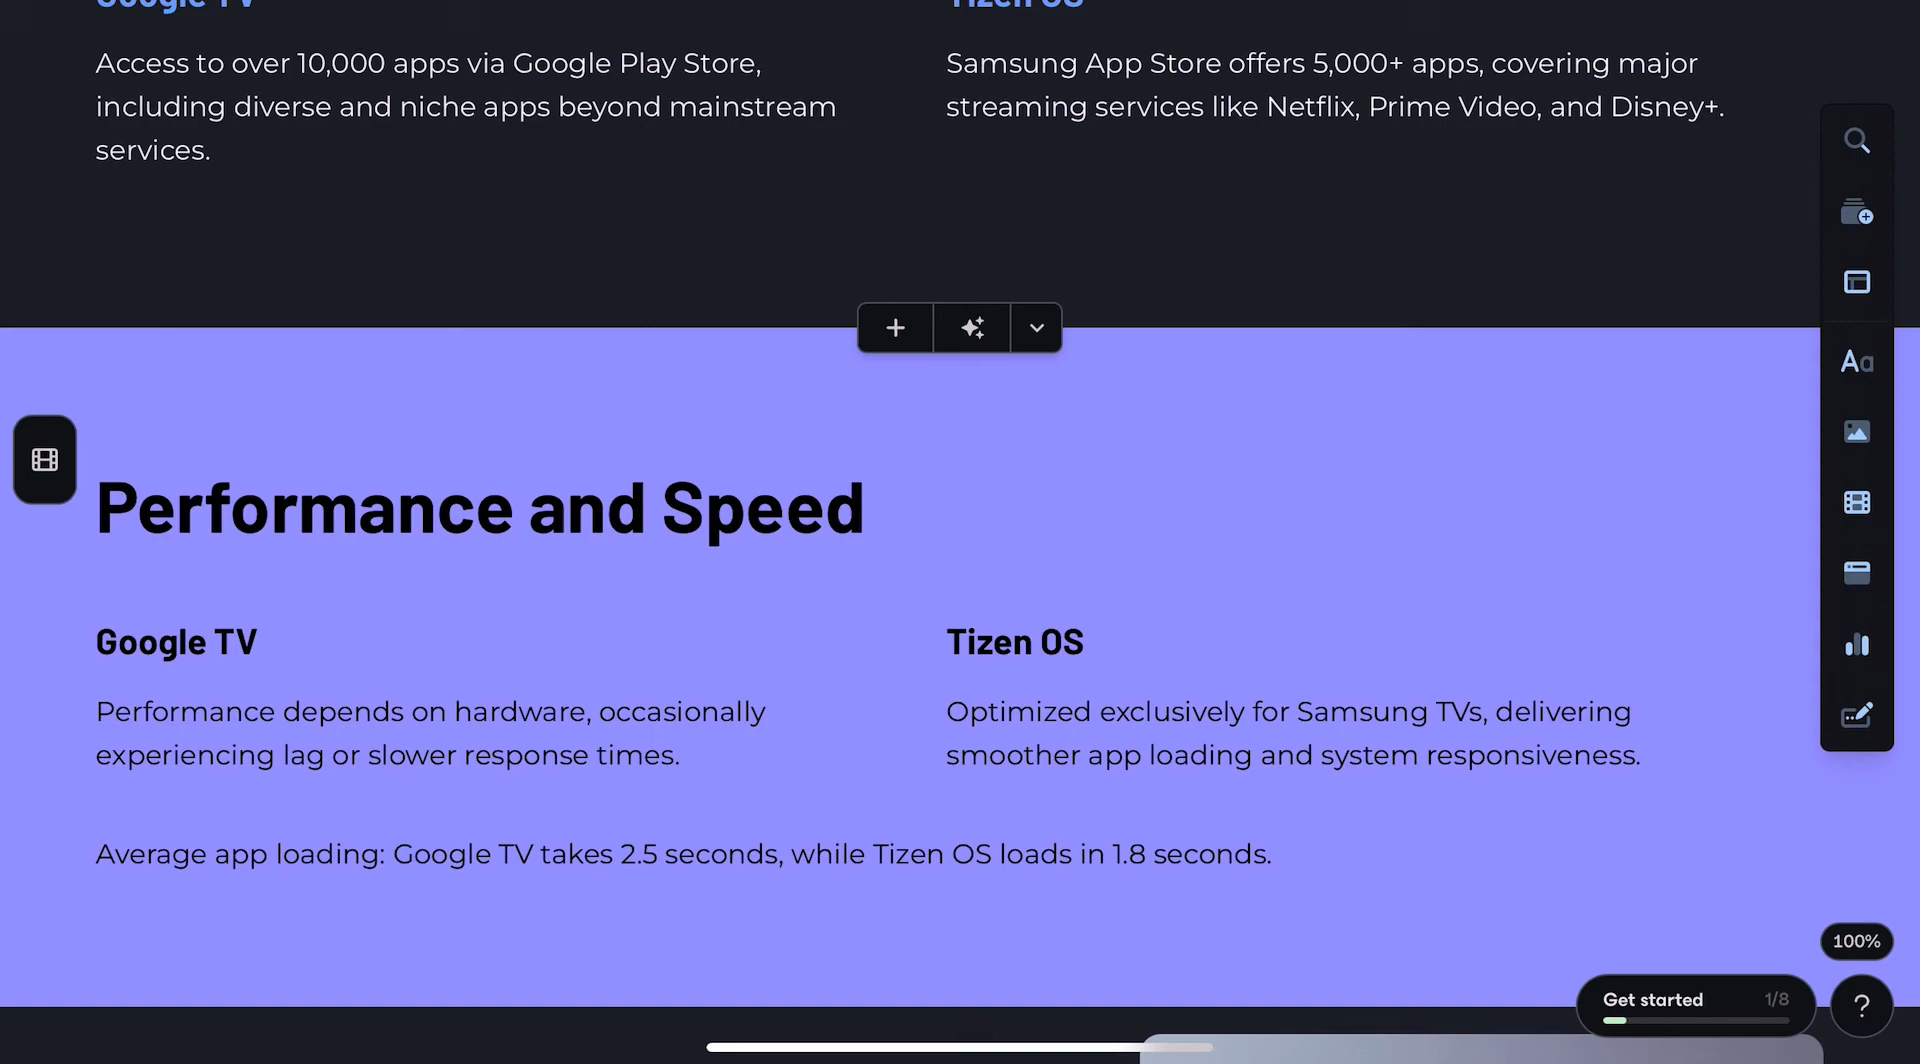 Google TV
Tizen OS
Access to over 10,000 apps via Google Play Store,
including diverse and niche apps beyond mainstream
services.
Samsung App Store offers 5,000+ apps, covering major
streaming services like Netflix, Prime Video, and Disney+.
Aa
Performance and Speed
Google TV
Performance depends on hardware, occasionally
experiencing lag or slower response times.
Tizen OS
Optimized exclusively for Samsung TVs, delivering
smoother app loading and system responsiveness.
Average app loading: Google TV takes 2.5 seconds, while Tizen OS loads in 1.8 seconds.
100%
Get started 1/8
?